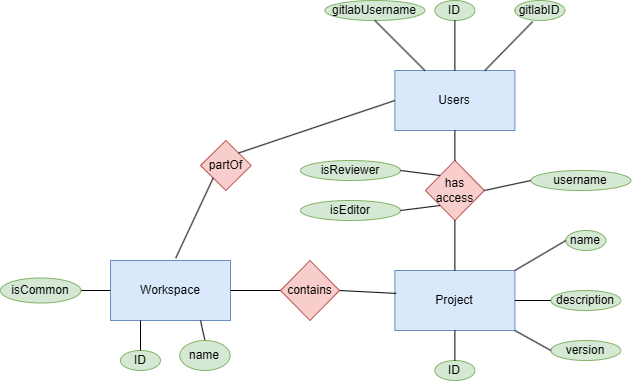 gitlabUsername
ID
gitlabID
Users
partOf
isReviewer
has
access
username
isEditor
name
isCommon
Workspace
contains
Project
description
ID
name
version
ID